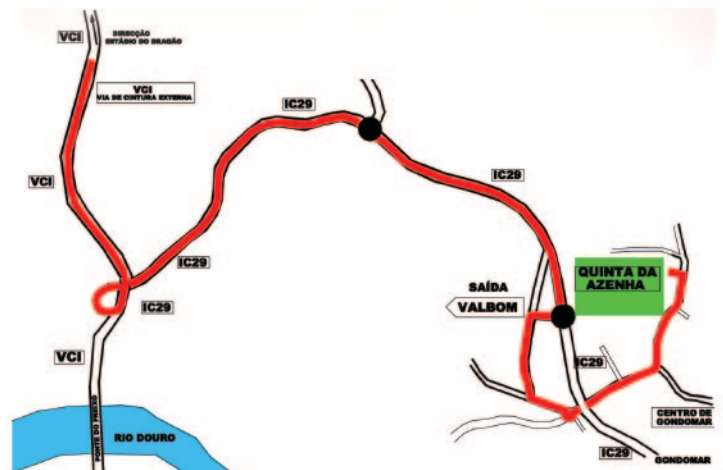 VCI
DIRECÇÃO
ESTÁDIO DO DRAGÃO
VCI
VIA DE CINTURA EXTERNA
IC29
VCI
IC29
IC29
IC29
QUINTA DA
AZENHA
SAÍDA
VALBOM
VCI
IC29
PONTE DO FREIXO
RIO DOURO
CENTRO DE
GONDOMAR
IC29
GONDOMAR